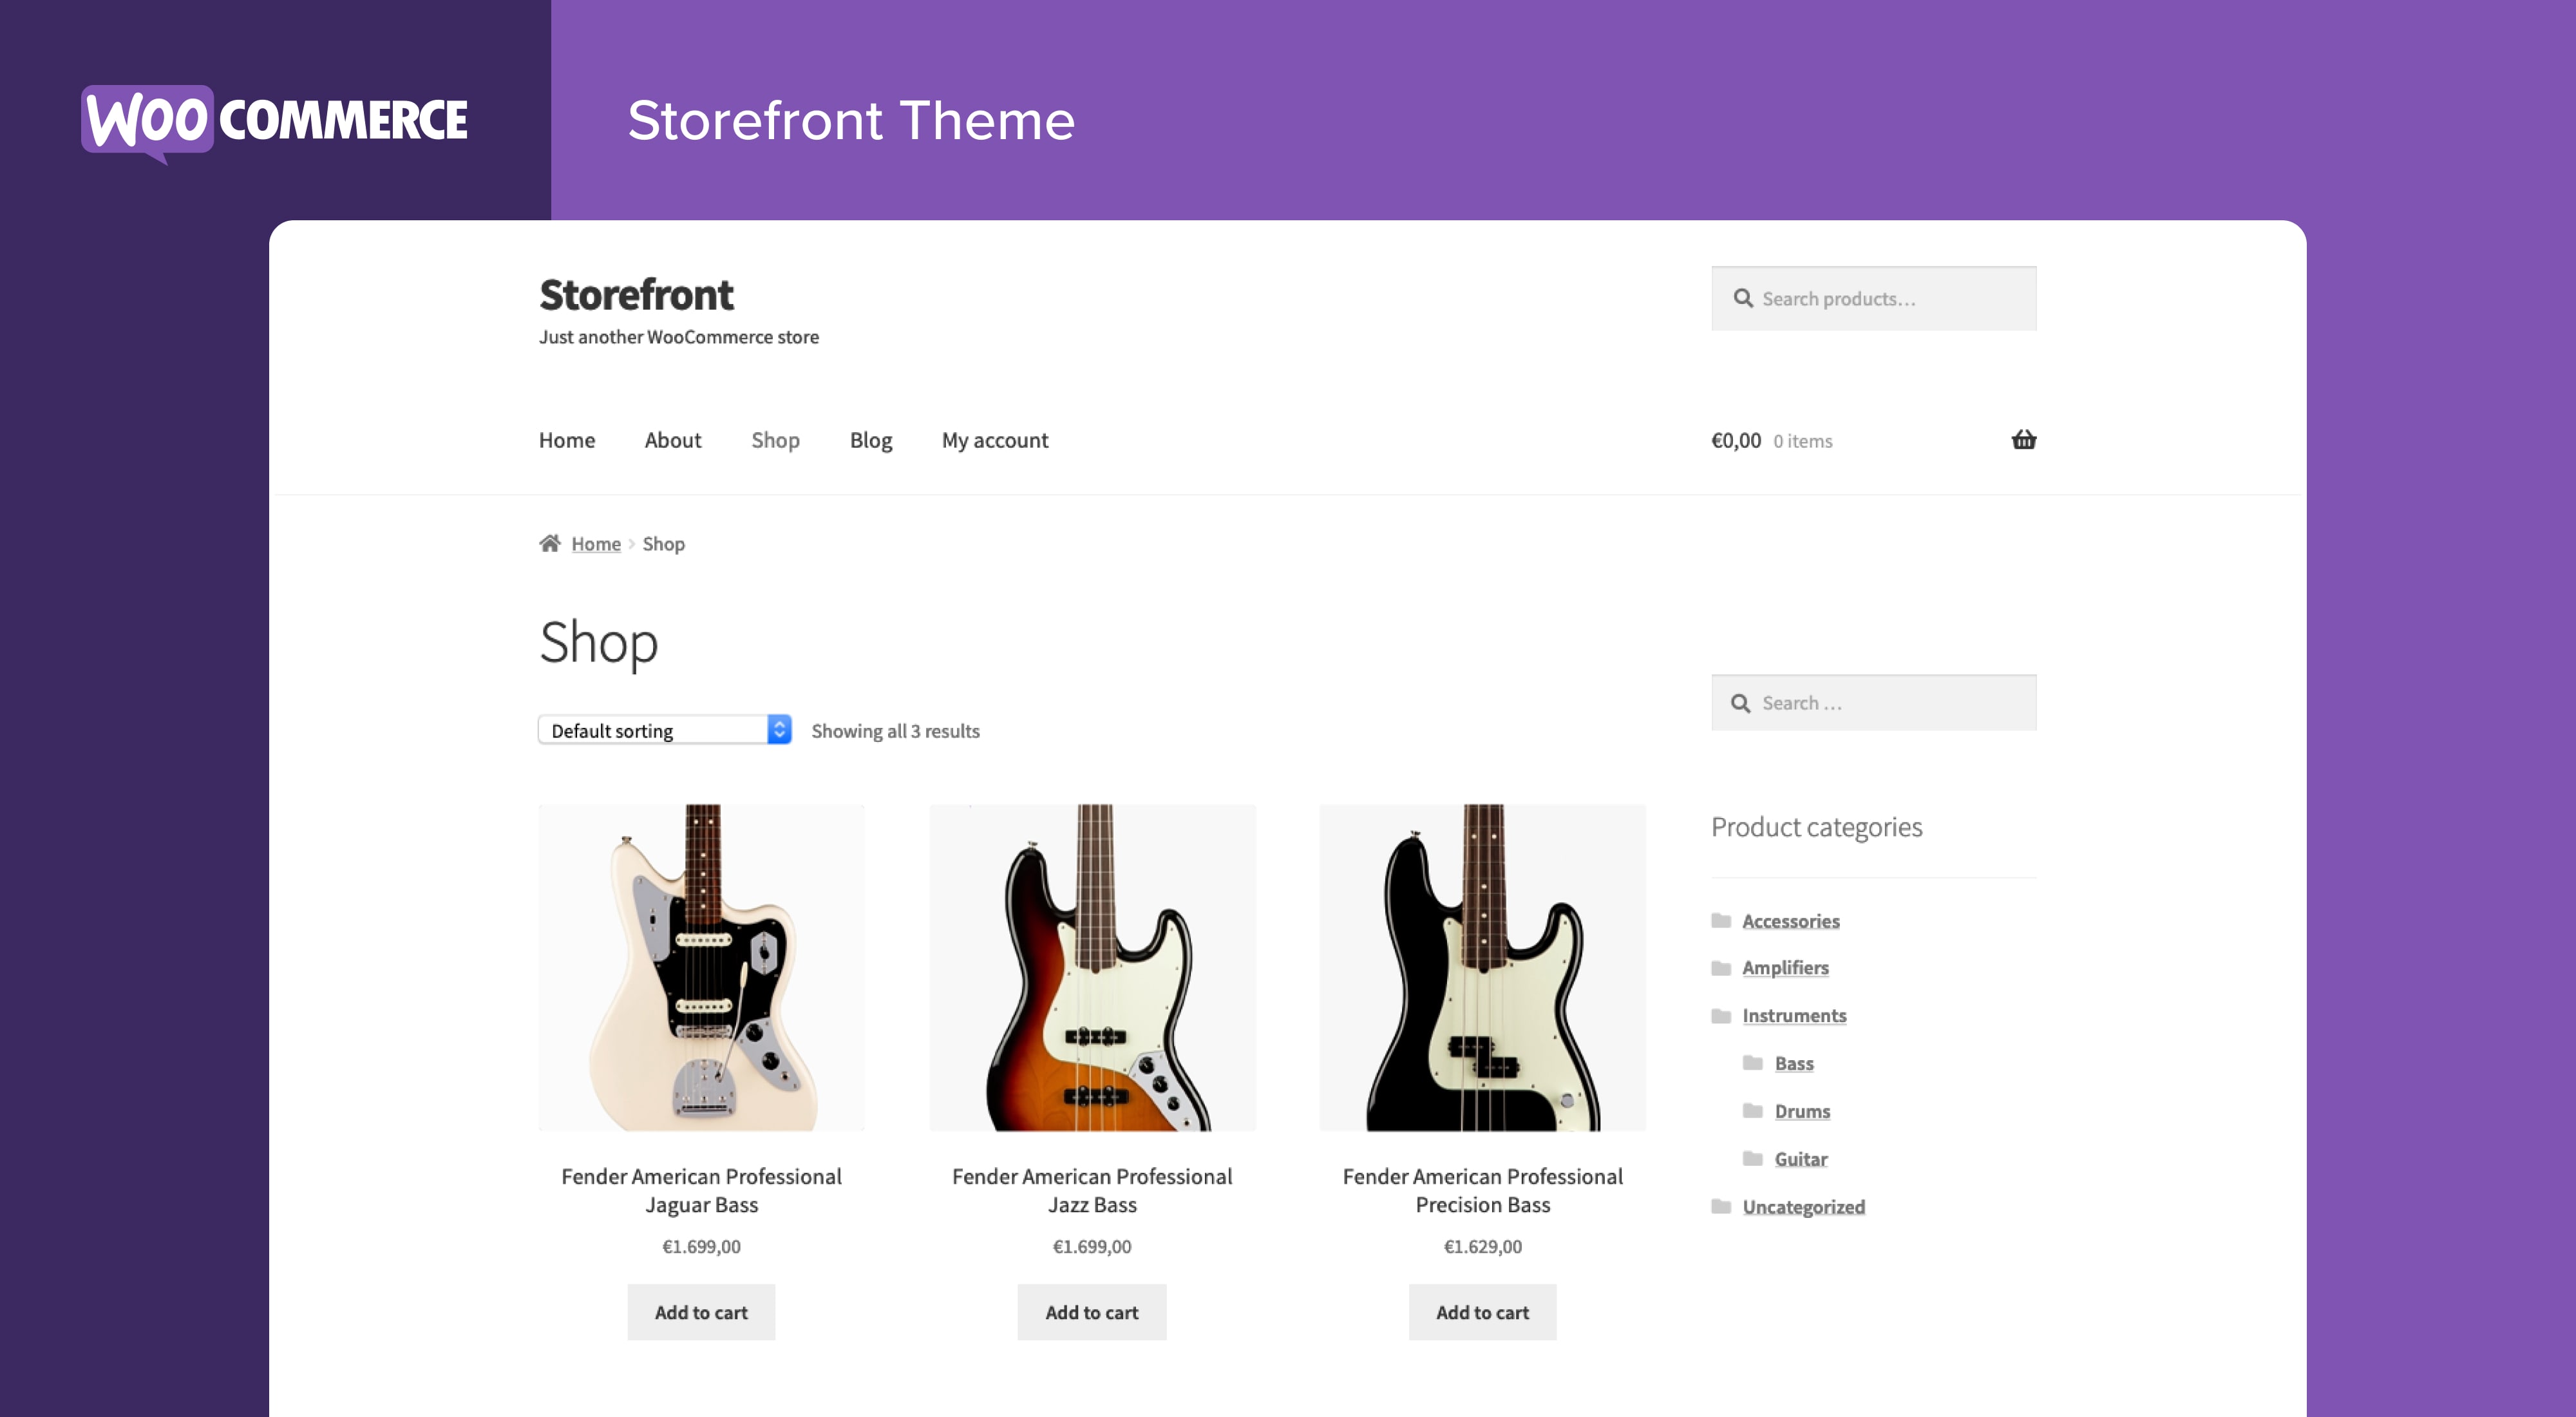 WOO COMMERCE
Storefront Theme
Storefront
Just another WooCommerce store
Search products…
Home About Shop Blog My account
€0,00 0 items
Home Shop
Shop
Default sorting
Showing all 3 results
Search …
Fender American Professional
Jaguar Bass
€1.699,00
Add to cart
Fender American Professional
Jazz Bass
€1.699,00
Add to cart
Fender American Professional
Precision Bass
€1.629,00
Add to cart
Product categories
Accessories
Amplifiers
Instruments
Bass
Drums
Guitar
Uncategorized